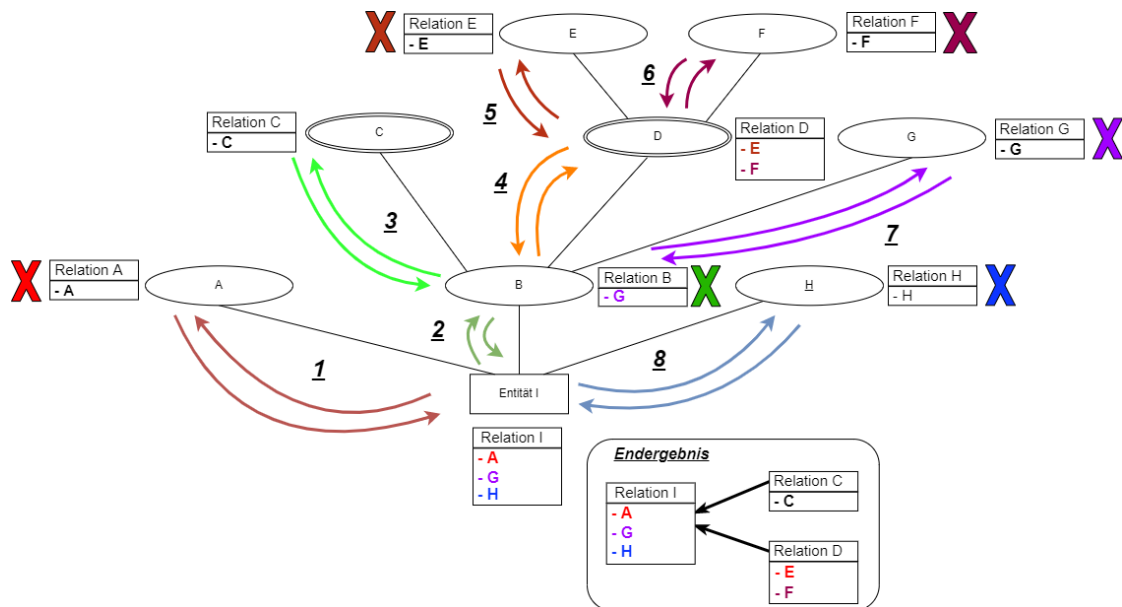 Relation E
- E
E
F
Relation F
- F
6
5
Relation C
- C
C
D
Relation D
- E
- F
G
Relation G
- G
4
3
7
Relation A
- A
A
B
Relation B
- G
H
Relation H
- H
2
1
8
Entität I
Relation I
- A
- G
- H
Endergebnis
Relation I
- A
- G
- H
Relation C
- C
Relation D
- E
- F